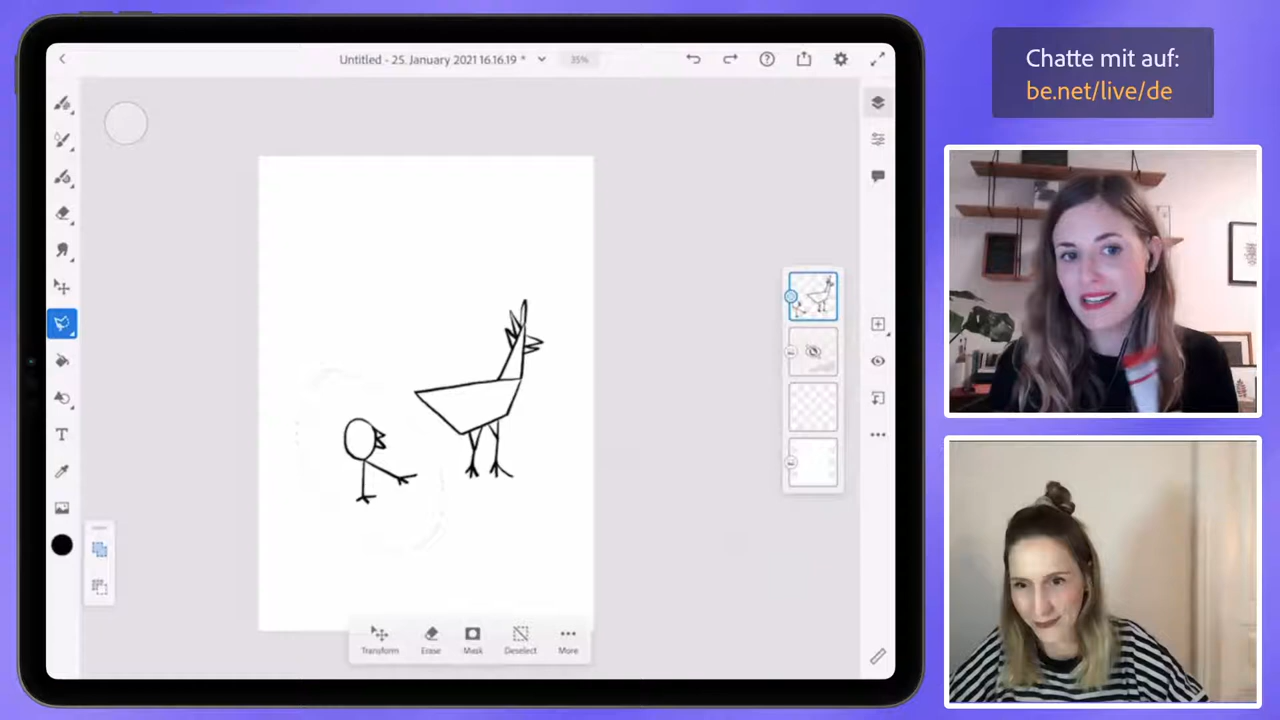 Untitled - 25. January 2021 16.16.19 *
35%
Chatte mit auf:
be.net/live/de
T
Transform
Erase
Mask
Deselect
More